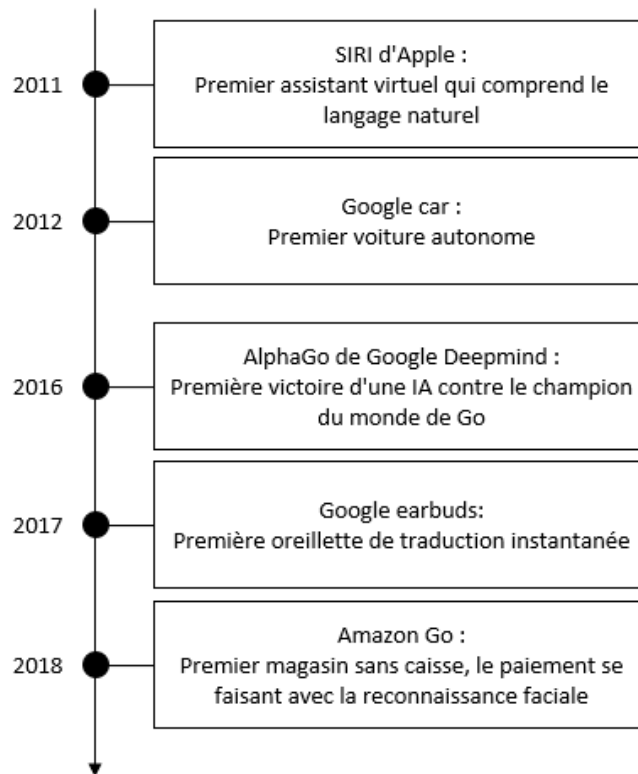 2011
SIRI d'Apple :
Premier assistant virtuel qui comprend le
langage naturel
2012
Google car :
Premier voiture autonome
2016
AlphaGo de Google Deepmind :
Première victoire d'une IA contre le champion
du monde de Go
2017
Google earbuds:
Première oreillette de traduction instantanée
2018
Amazon Go :
Premier magasin sans caisse, le paiement se
faisant avec la reconnaissance faciale